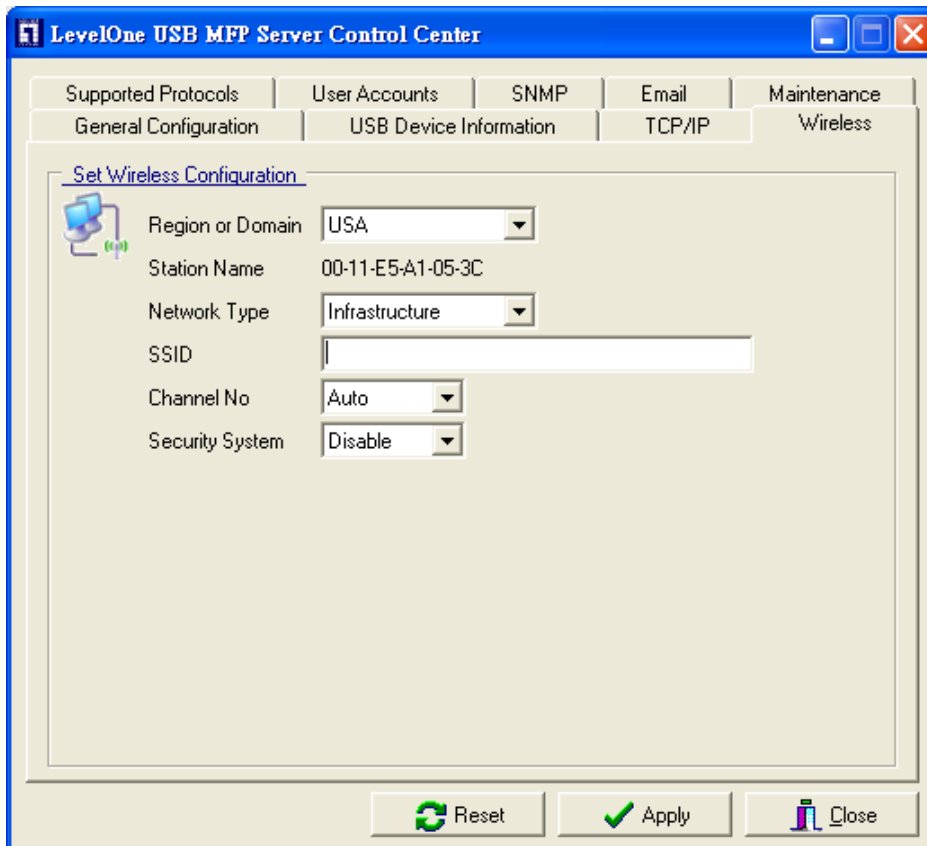 LevelOne USB MFP Server Control Center
Supported Protocols User Accounts SNMP Email Maintenance
General Configuration USB Device Information TCP/IP Wireless
Set Wireless Configuration
Region or Domain USA
Station Name 00-11-E5-A1-05-3C
Network Type Infrastructure
SSID
Channel No Auto
Security System Disable
Reset Apply Close